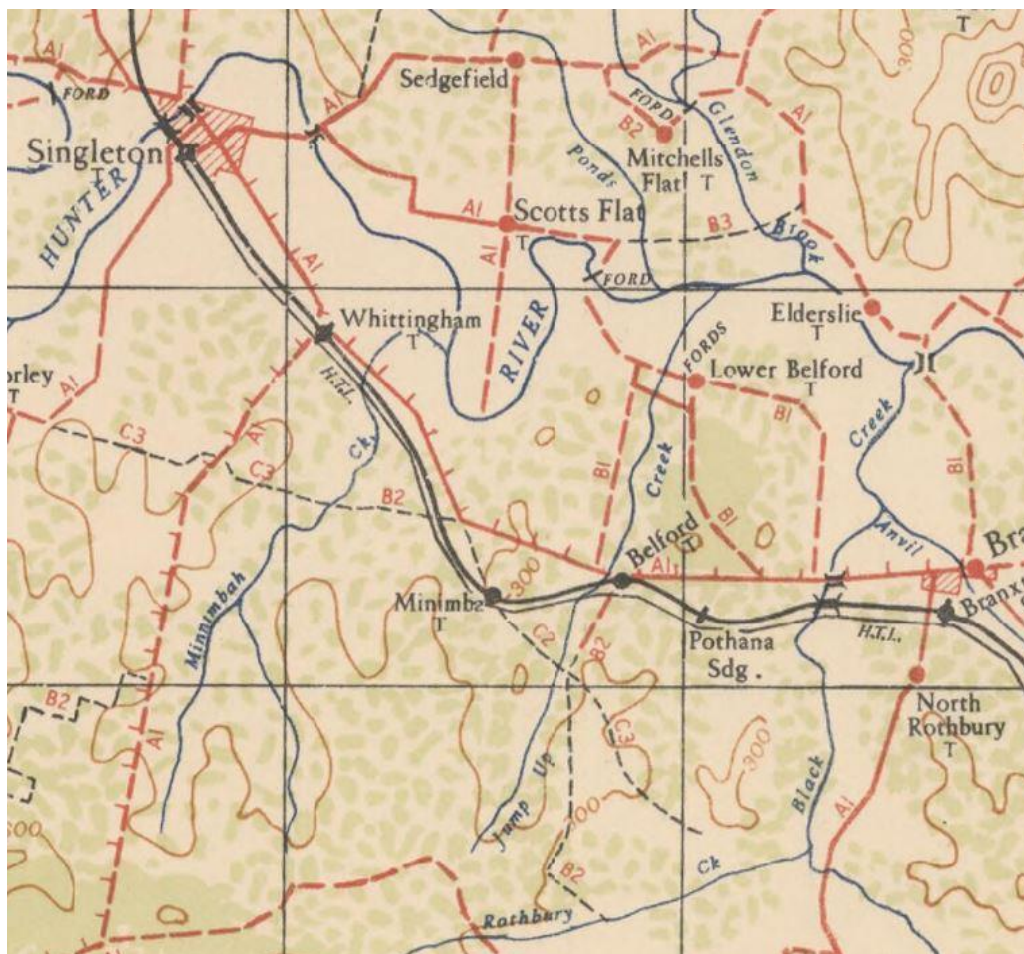 T
A1
A1
FORD
Sedgefield
A1
FORD
B2
Glendon
Singleton
T
Ponds
Mitchells
Flat T
HUNTER
A1
Scotts Flat
T
B3
Brook
A1
A1
FORD
RIVER
Elderslie
T
Whittingham
T
FORDS
Lower Belford
T
orley
T
A1
H.T.L.
B1
C3
A1
Ck
Creek
Creek
C3
B2
B1
B1
B1
Anvil
Belford
T
A1
Bra
300
Minimba
T
Branx
Minnimbah
C2
B2
Pothana
Sdg.
H.T.L.
B2
A1
C3
North
Rothbury
T
Up
Jump
300
Black
300
A1
B2
Ck
Rothbury